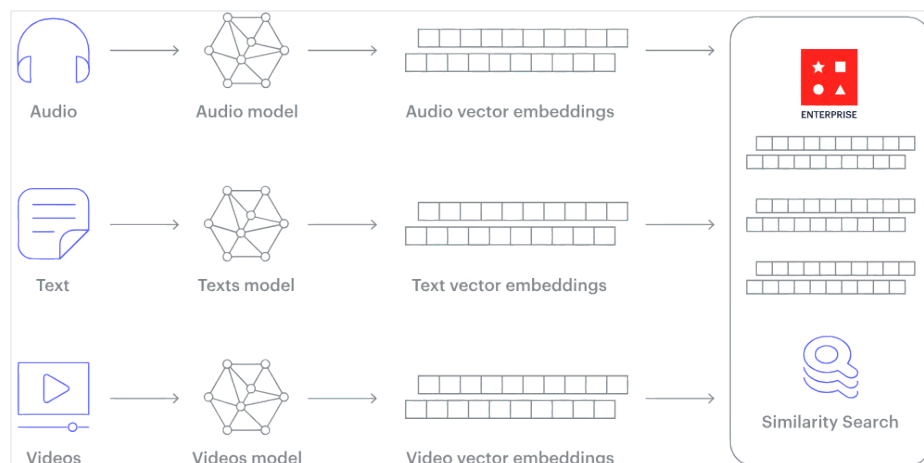 Audio
Audio model
Audio vector embeddings
ENTERPRISE
Text
Texts model
Text vector embeddings
Similarity Search
Videos
Videos model
Video vector embeddings